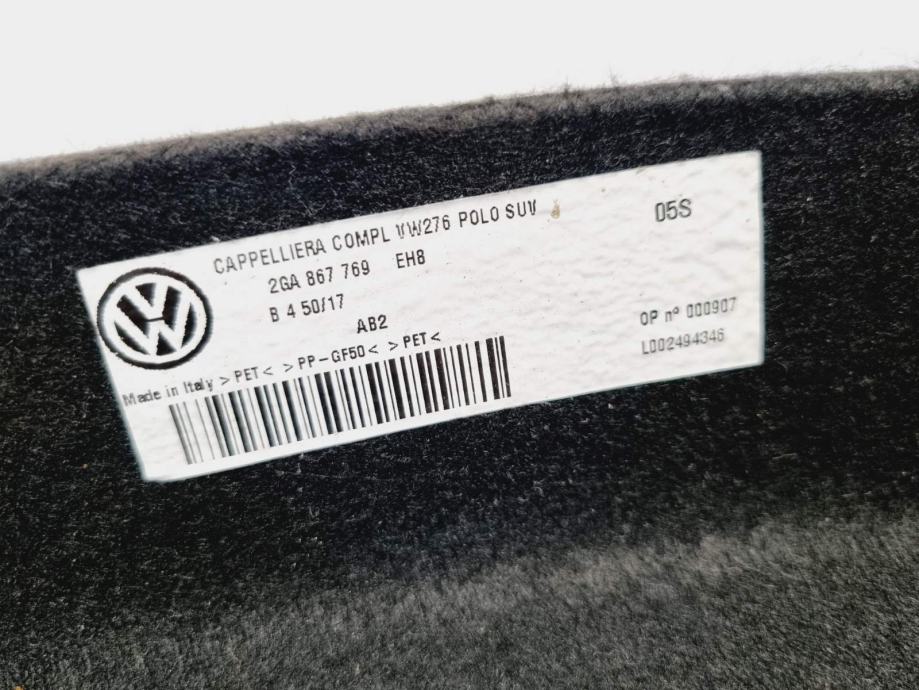 CAPPELLIERA COMPL VW276 POLO SUV
05S
2GA 867 769 EH8
B 4 50/17
AB2
OP nº 000907
L002494346
Made in Italy >PET< >PP-GF50< >PET<